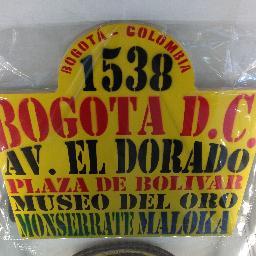 BOGOTA - COLOMBIA
1538
BOGOTA D.C.
AV. EL DORADO
PLAZA DE BOLIVAR
MUSEO DEL ORO
MONSERRATE MALOKA